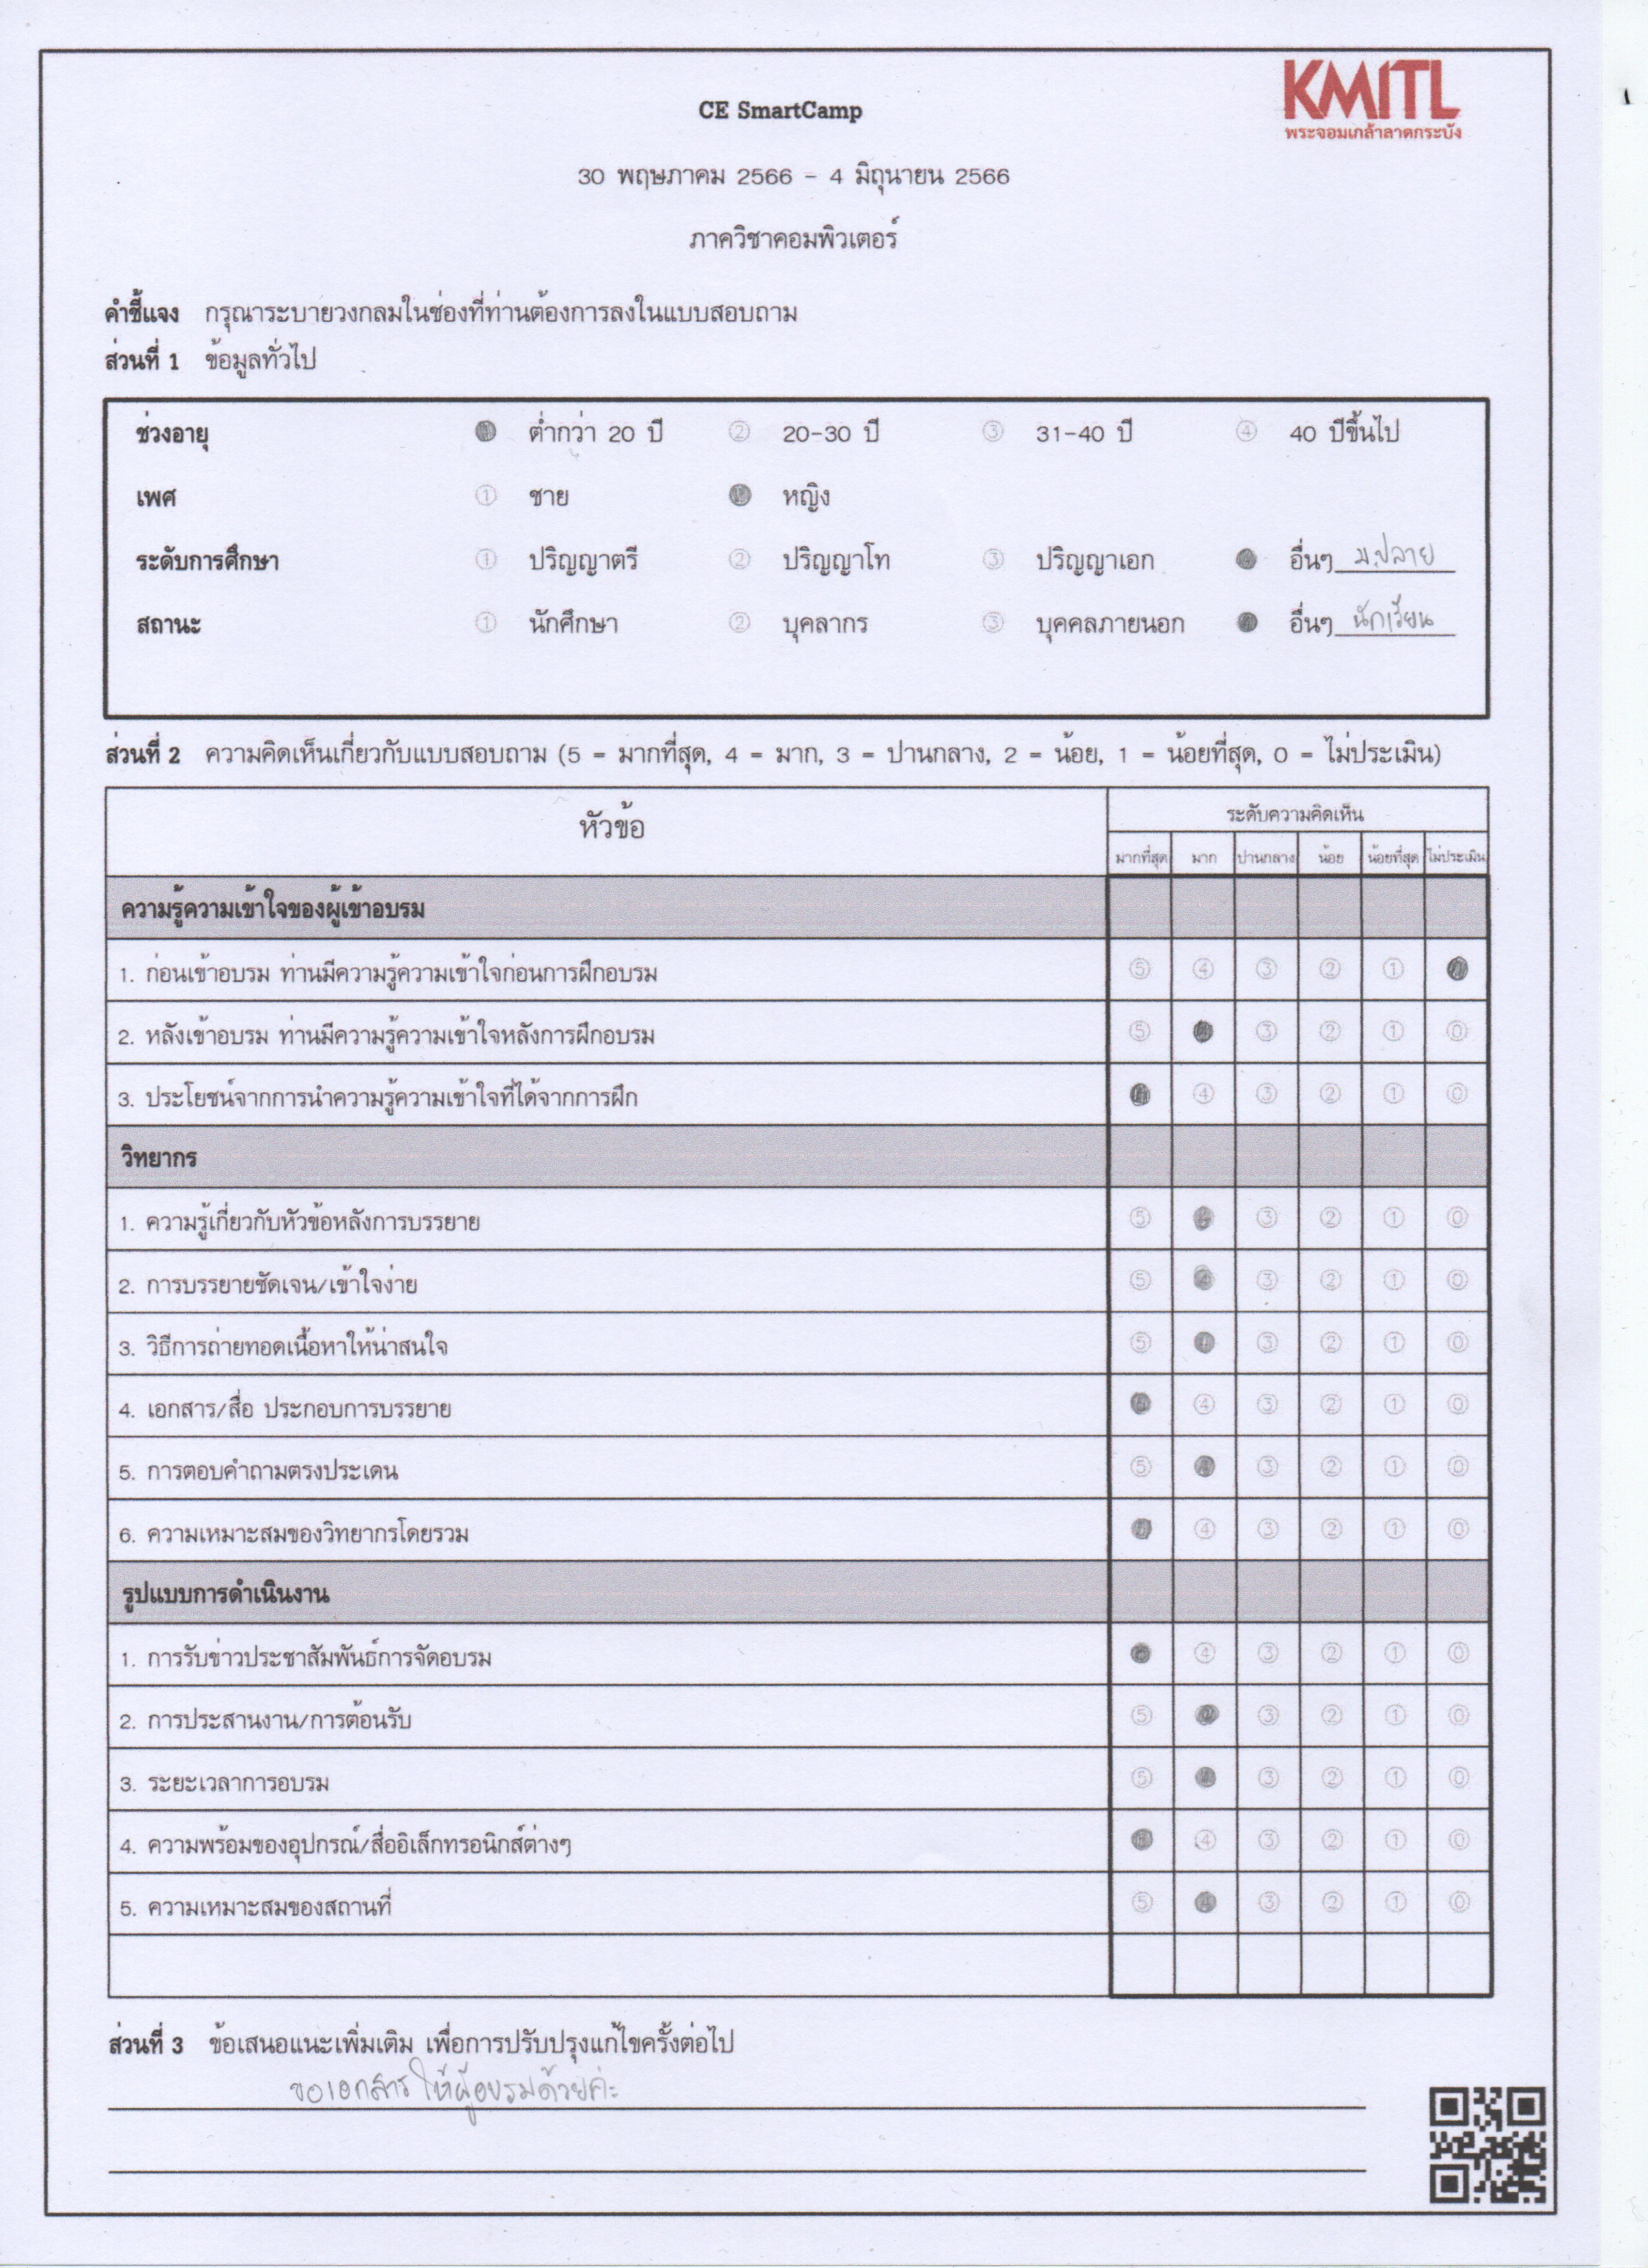 KMITL
พระจอมเกล้าลาดกระบัง
CE SmartCamp
30 พฤษภาคม 2566 - 4 มิถุนายน 2566
ภาควิชาคอมพิวเตอร์
คำชี้แจง กรุณาระบายวงกลมในช่องที่ท่านต้องการลงในแบบสอบถาม
ส่วนที่ 1 ข้อมูลทั่วไป
ช่วงอายุ ต่ำกว่า 20 ปี ② 20-30 ปี ③ 31-40 ปี ④ 40 ปีขึ้นไป
เพศ ① ชาย หญิง
ระดับการศึกษา ① ปริญญาตรี ② ปริญญาโท ③ ปริญญาเอก อื่นๆ ม.ปลาย
สถานะ ① นักศึกษา ② บุคลากร ③ บุคคลภายนอก อื่นๆ นักเรียน
ส่วนที่ 2 ความคิดเห็นเกี่ยวกับแบบสอบถาม (5 = มากที่สุด, 4 = มาก, 3 = ปานกลาง, 2 = น้อย, 1 = น้อยที่สุด, 0 = ไม่ประเมิน)
หัวข้อ ระดับความคิดเห็น
มากที่สุด มาก ปานกลาง น้อย น้อยที่สุด ไม่ประเมิน
ความรู้ความเข้าใจของผู้เข้าอบรม
1. ก่อนเข้าอบรม ท่านมีความรู้ความเข้าใจก่อนการฝึกอบรม ⑤ ④ ③ ② ①
2. หลังเข้าอบรม ท่านมีความรู้ความเข้าใจหลังการฝึกอบรม ⑤ ③ ② ① ⓪
3. ประโยชน์จากการนำความรู้ความเข้าใจที่ได้จากการฝึก ④ ③ ② ① ⓪
วิทยากร
1. ความรู้เกี่ยวกับหัวข้อหลังการบรรยาย ⑤ ③ ② ① ⓪
2. การบรรยายชัดเจน/เข้าใจง่าย ⑤ ④ ③ ② ① ⓪
3. วิธีการถ่ายทอดเนื้อหาให้น่าสนใจ ⑤ ③ ② ① ⓪
4. เอกสาร/สื่อ ประกอบการบรรยาย ④ ③ ② ① ⓪
5. การตอบคำถามตรงประเดน ⑤ ③ ② ① ⓪
6. ความเหมาะสมของวิทยากรโดยรวม ④ ③ ② ① ⓪
รูปแบบการดำเนินงาน
1. การรับข่าวประชาสัมพันธ์การจัดอบรม ④ ③ ② ① ⓪
2. การประสานงาน/การต้อนรับ ⑤ ③ ② ① ⓪
3. ระยะเวลาการอบรม ⑤ ③ ② ① ⓪
4. ความพร้อมของอุปกรณ์/สื่ออิเล็กทรอนิกส์ต่างๆ ④ ③ ② ① ⓪
5. ความเหมาะสมของสถานที่ ⑤ ④ ③ ② ① ⓪
ส่วนที่ 3 ข้อเสนอแนะเพิ่มเติม เพื่อการปรับปรุงแก้ไขครั้งต่อไป
ขอเอกสารให้ผู้อบรมด้วยค่ะ